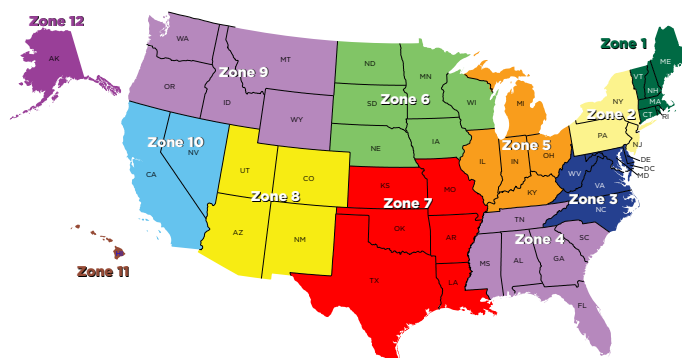 Zone 12
AK
WA
OR
ID
MT
WY
Zone 9
ND
SD
NE
MN
IA
WI
Zone 6
Zone 1
ME
VT
NH
MA
CT
RI
NY
Zone 2
PA
NJ
MI
Zone 5
IL
IN
OH
KY
DE
DC
MD
WV
VA
Zone 3
NC
Zone 10
NV
CA
UT
CO
Zone 8
AZ
NM
KS
MO
Zone 7
OK
AR
TX
LA
TN
Zone 4
SC
MS
AL
GA
FL
Zone 11